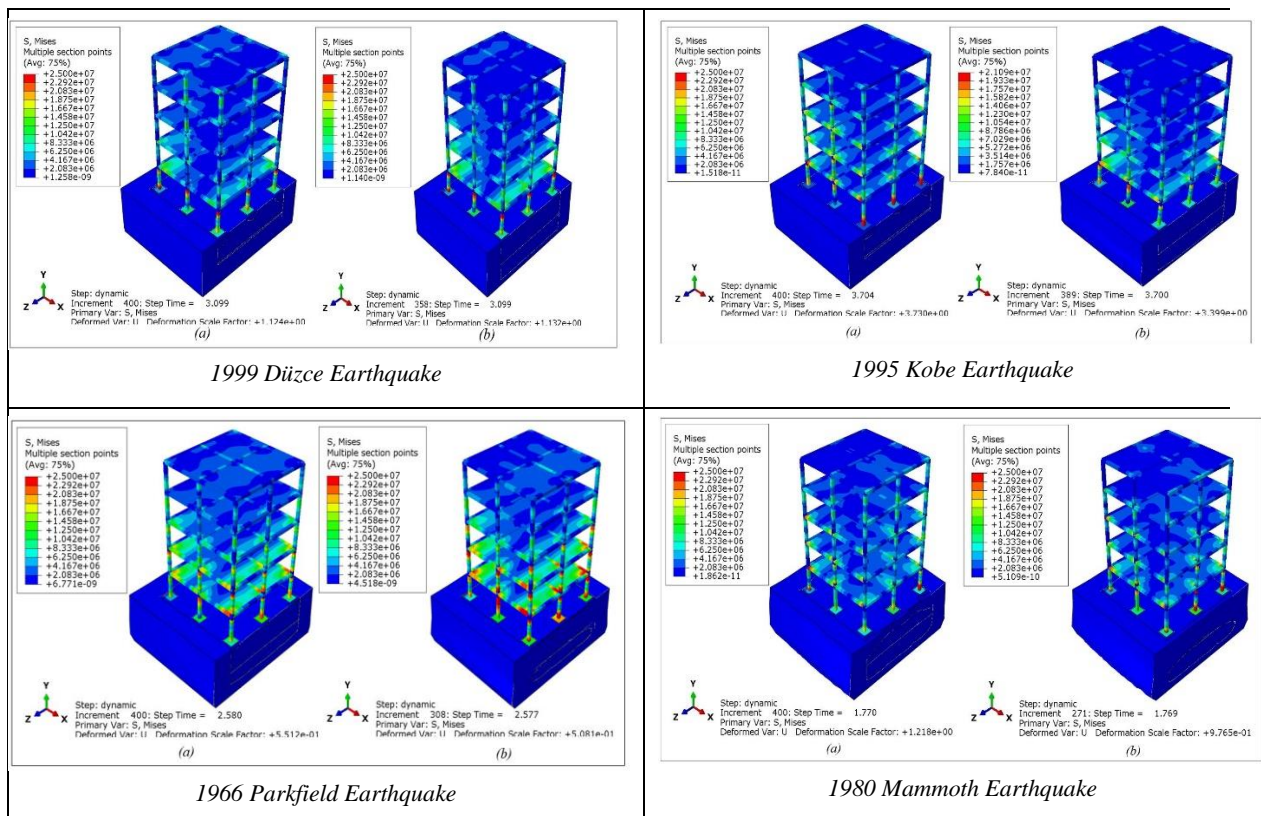 S, Mises
Multiple section points
(Avg: 75%)
+2.500e+07
+2.292e+07
+2.083e+07
+1.875e+07
+1.667e+07
+1.458e+07
+1.250e+07
+1.042e+07
+8.333e+06
+6.250e+06
+4.167e+06
+2.083e+06
+1.258e-09
Y
Z
X
Step: dynamic
Increment 400: Step Time = 3.099
Primary Var: S, Mises
Deformed Var: U Deformation Scale Factor: +1.124e+00
(a)
S, Mises
Multiple section points
(Avg: 75%)
+2.500e+07
+2.292e+07
+2.083e+07
+1.875e+07
+1.667e+07
+1.458e+07
+1.250e+07
+1.042e+07
+8.333e+06
+6.250e+06
+4.167e+06
+2.083e+06
+1.140e-09
Y
Z
X
Step: dynamic
Increment 358: Step Time = 3.099
Primary Var: S, Mises
Deformed Var: U Deformation Scale Factor: +1.132e+00
(b)
1999 Düzce Earthquake
S, Mises
Multiple section points
(Avg: 75%)
+2.500e+07
+2.292e+07
+2.083e+07
+1.875e+07
+1.667e+07
+1.458e+07
+1.250e+07
+1.042e+07
+8.333e+06
+6.250e+06
+4.167e+06
+2.083e+06
+1.518e-11
Y
Z
X
Step: dynamic
Increment 400: Step Time = 3.704
Primary Var: S, Mises
Deformed Var: U Deformation Scale Factor: +3.730e+00
(a)
S, Mises
Multiple section points
(Avg: 75%)
+2.109e+07
+1.933e+07
+1.757e+07
+1.582e+07
+1.406e+07
+1.230e+07
+1.054e+07
+8.786e+06
+7.029e+06
+5.272e+06
+3.514e+06
+1.757e+06
+7.840e-11
Y
Z
X
Step: dynamic
Increment 389: Step Time = 3.700
Primary Var: S, Mises
Deformed Var: U Deformation Scale Factor: +3.399e+00
(b)
1995 Kobe Earthquake
S, Mises
Multiple section points
(Avg: 75%)
+2.500e+07
+2.292e+07
+2.083e+07
+1.875e+07
+1.667e+07
+1.458e+07
+1.250e+07
+1.042e+07
+8.333e+06
+6.250e+06
+4.167e+06
+2.083e+06
+6.771e-09
Y
Z
X
Step: dynamic
Increment 400: Step Time = 2.580
Primary Var: S, Mises
Deformed Var: U Deformation Scale Factor: +5.512e-01
(a)
S, Mises
Multiple section points
(Avg: 75%)
+2.500e+07
+2.292e+07
+2.083e+07
+1.875e+07
+1.667e+07
+1.458e+07
+1.250e+07
+1.042e+07
+8.333e+06
+6.250e+06
+4.167e+06
+2.083e+06
+4.518e-09
Y
Z
X
Step: dynamic
Increment 308: Step Time = 2.577
Primary Var: S, Mises
Deformed Var: U Deformation Scale Factor: +5.081e-01
(b)
1966 Parkfield Earthquake
S, Mises
Multiple section points
(Avg: 75%)
+2.500e+07
+2.292e+07
+2.083e+07
+1.875e+07
+1.667e+07
+1.458e+07
+1.250e+07
+1.042e+07
+8.333e+06
+6.250e+06
+4.167e+06
+2.083e+06
+1.862e-11
Y
Z
X
Step: dynamic
Increment 400: Step Time = 1.770
Primary Var: S, Mises
Deformed Var: U Deformation Scale Factor: +1.218e+00
(a)
S, Mises
Multiple section points
(Avg: 75%)
+2.500e+07
+2.292e+07
+2.083e+07
+1.875e+07
+1.667e+07
+1.458e+07
+1.250e+07
+1.042e+07
+8.333e+06
+6.250e+06
+4.167e+06
+2.083e+06
+5.109e-10
Y
Z
X
Step: dynamic
Increment 271: Step Time = 1.769
Primary Var: S, Mises
Deformed Var: U Deformation Scale Factor: +9.765e-01
(b)
1980 Mammoth Earthquake